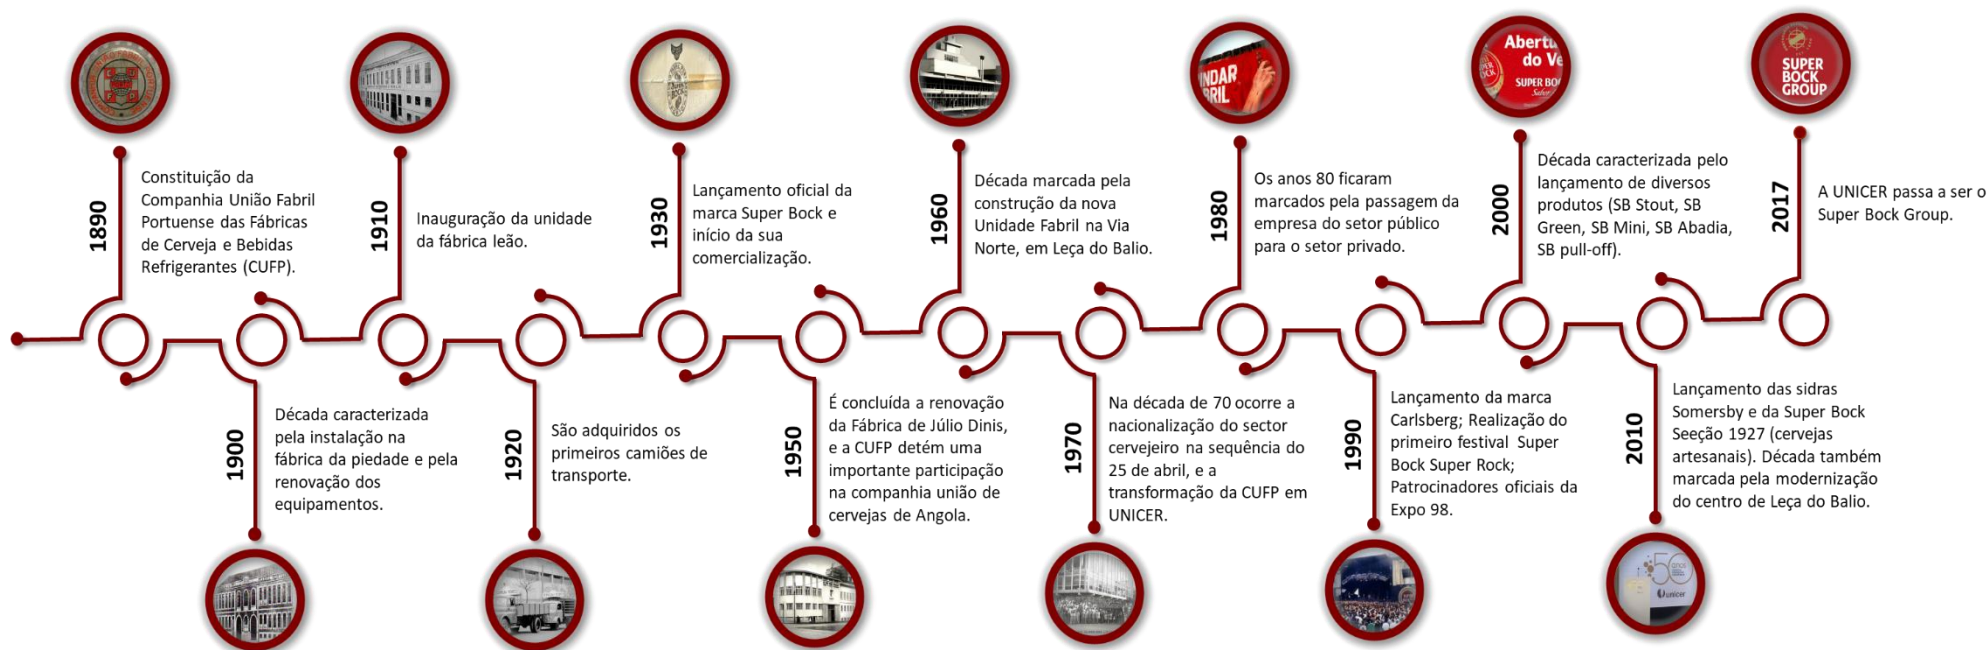 1890
Constituição da
Companhia União Fabril
Portuense das Fábricas
de Cerveja e Bebidas
Refrigerantes (CUFP).
1900
Década caracterizada
pela instalação na
fábrica da piedade e pela
renovação dos
equipamentos.
1910
Inauguração da unidade
da fábrica leão.
1920
São adquiridos os
primeiros camiões de
transporte.
1930
Lançamento oficial da
marca Super Bock e
início da sua
comercialização.
1950
É concluída a renovação
da Fábrica de Júlio Dinis,
e a CUFP detém uma
importante participação
na companhia união de
cervejas de Angola.
1960
Década marcada pela
construção da nova
Unidade Fabril na Via
Norte, em Leça do Balio.
1970
Na década de 70 ocorre a
nacionalização do sector
cervejeiro na sequência do
25 de abril, e a
transformação da CUFP em
UNICER.
NDAR
BRIL
1980
Os anos 80 ficaram
marcados pela passagem da
empresa do setor público
para o setor privado.
1990
Lançamento da marca
Carlsberg; Realização do
primeiro festival Super
Bock Super Rock;
Patrocinadores oficiais da
Expo 98.
Abertu
do Ve
SUPER BO
2000
Década caracterizada pelo
lançamento de diversos
produtos (SB Stout, SB
Green, SB Mini, SB Abadia,
SB pull-off).
2010
Lançamento das sidras
Somersby e da Super Bock
Seeção 1927 (cervejas
artesanais). Década também
marcada pela modernização
do centro de Leça do Balio.
50
anos
unicer
SUPER
BOCK
GROUP
2017
A UNICER passa a ser o
Super Bock Group.